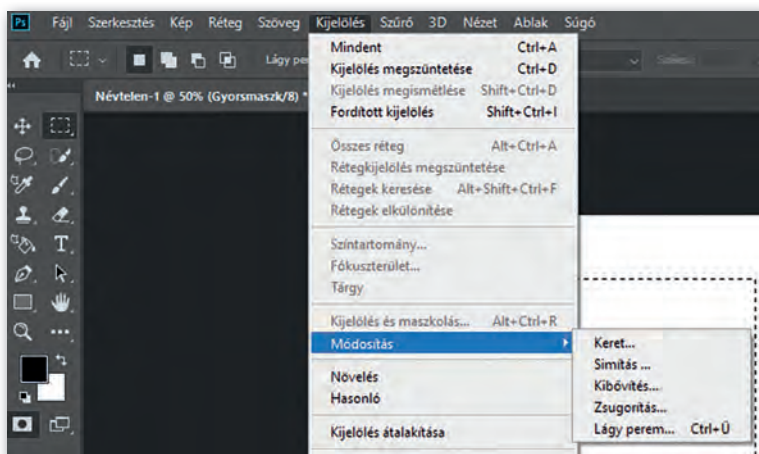 Ps Fájl Szerkesztés Kép Réteg Szöveg Kijelölés Szűrő 3D Nézet Ablak Súgó
Lágy per
Névtelen-1 @ 50% (Gyorsmaszk/8) *
Mindent Ctrl+A
Kijelölés megszüntetése Ctrl+D
Kijelölés megismétlése Shift+Ctrl+D
Fordított kijelölés Shift+Ctrl+I
Összes réteg Alt+Ctrl+A
Rétegkijelölés megszüntetése
Rétegek keresése Alt+Shift+Ctrl+F
Rétegek elkülönítése
Színtartomány...
Fókuszterület...
Tárgy
Kijelölés és maszkolás... Alt+Ctrl+R
Módosítás
Keret...
Simítás ...
Kibővítés...
Zsugorítás...
Lágy perem... Ctrl+Ü
Növelés
Hasonló
Kijelölés átalakítása